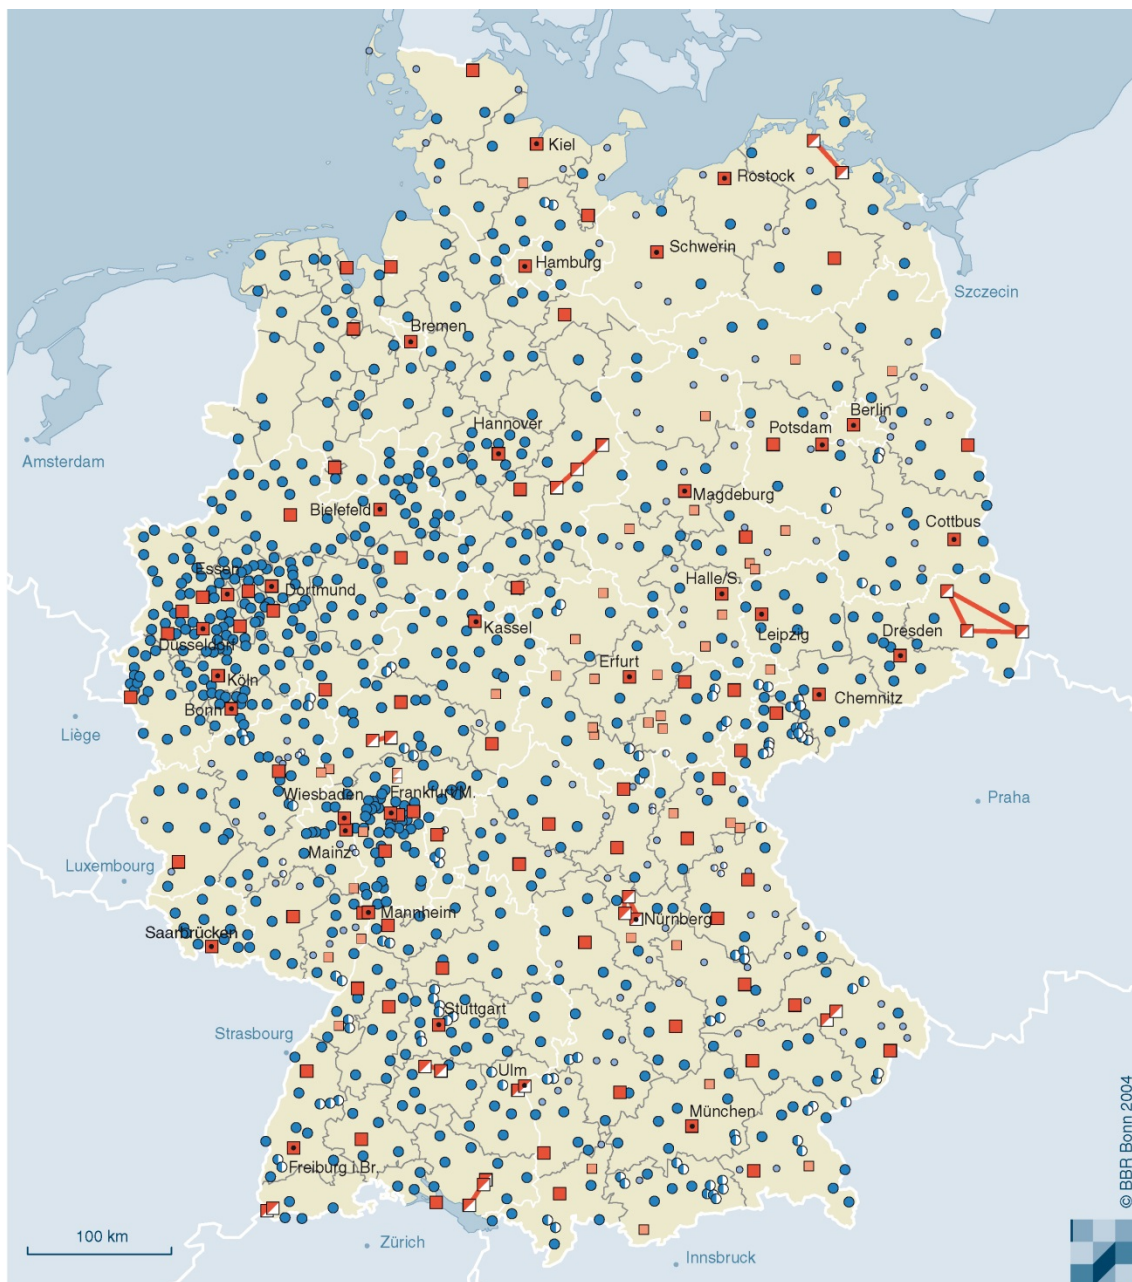 Kiel
Rostock
Schwerin
Hamburg
Szczecin
Bremen
Berlin
Hannover
Potsdam
Amsterdam
Magdeburg
Bielefeld
Cottbus
Essen
Halle/S.
Dortmund
Leipzig
Kassel
Dresden
Düsseldorf
Erfurt
Köln
Chemnitz
Bonn
Liège
Wiesbaden
Frankfurt/M.
Praha
Mainz
Luxembourg
Mannheim
Nürnberg
Saarbrücken
Stuttgart
Strasbourg
Ulm
München
Freiburg i.Br.
© BBR Bonn 2004
100 km
Zürich
Innsbruck